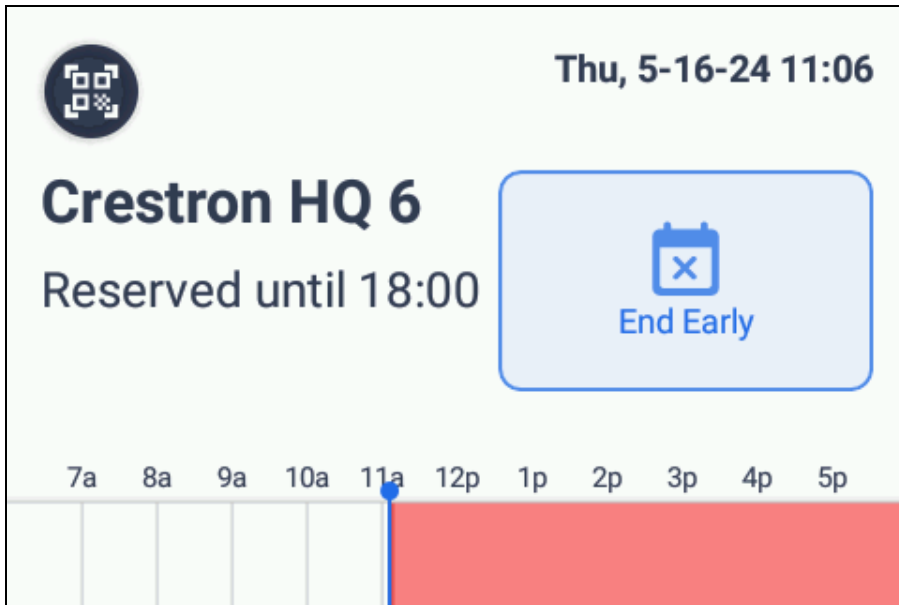 Thu, 5-16-24 11:06
Crestron HQ 6
Reserved until 18:00
End Early
7a 8a 9a 10a 11a 12p 1p 2p 3p 4p 5p